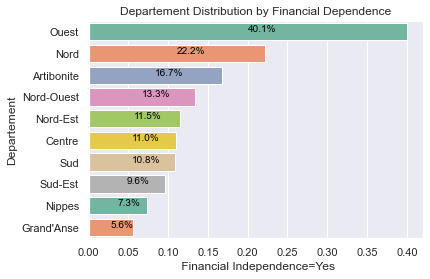 Departement Distribution by Financial Dependence
Ouest 40.1%
Nord 22.2%
Artibonite 16.7%
Nord-Ouest 13.3%
Nord-Est 11.5%
Centre 11.0%
Sud 10.8%
Sud-Est 9.6%
Nippes 7.3%
Grand'Anse 5.6%
Departement
0.00 0.05 0.10 0.15 0.20 0.25 0.30 0.35 0.40
Financial Independence=Yes